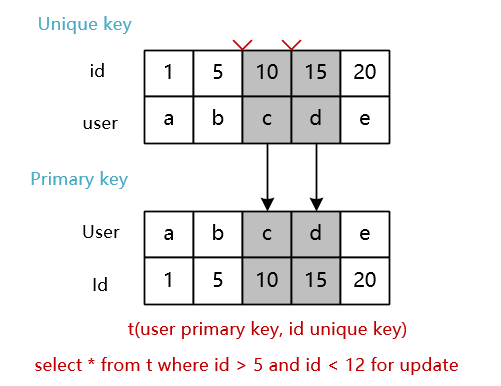 Unique key
id 1 5 10 15 20
user a b c d e
Primary key
User a b c d e
Id 1 5 10 15 20
t(user primary key, id unique key)
select * from t where id > 5 and id < 12 for update